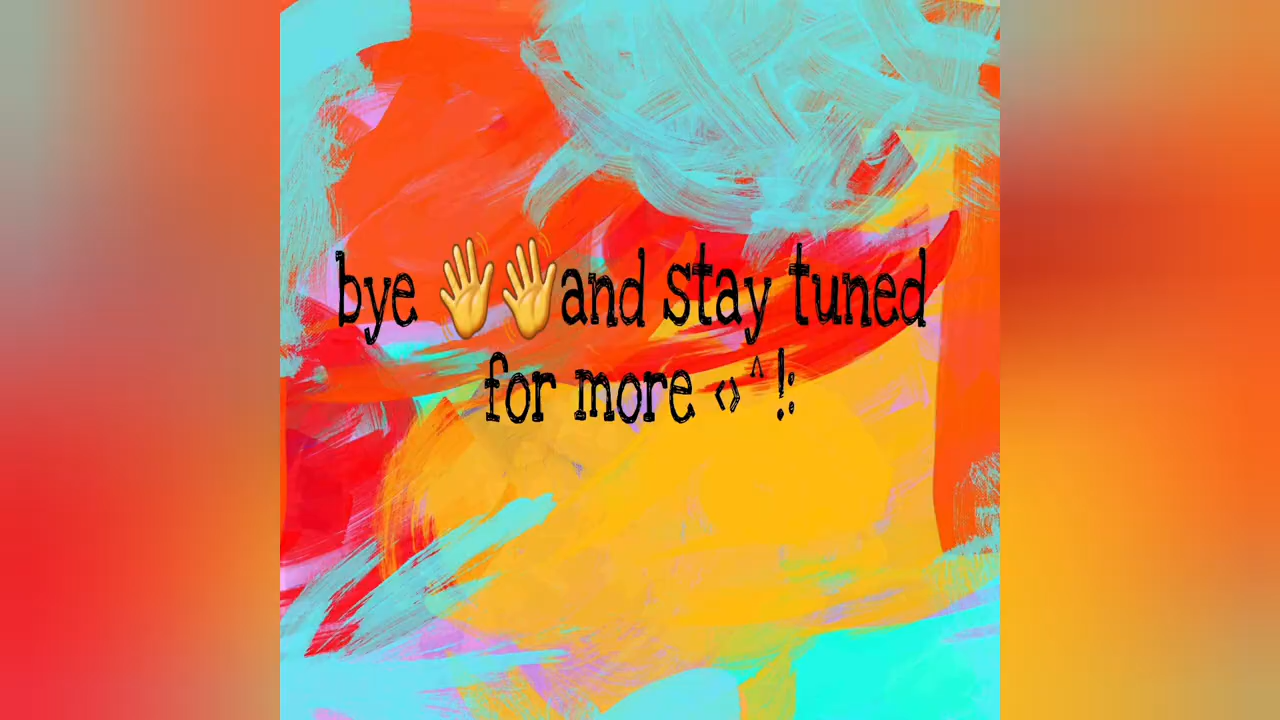 bye 👋👋and stay tuned
for more ‹› ^ !: